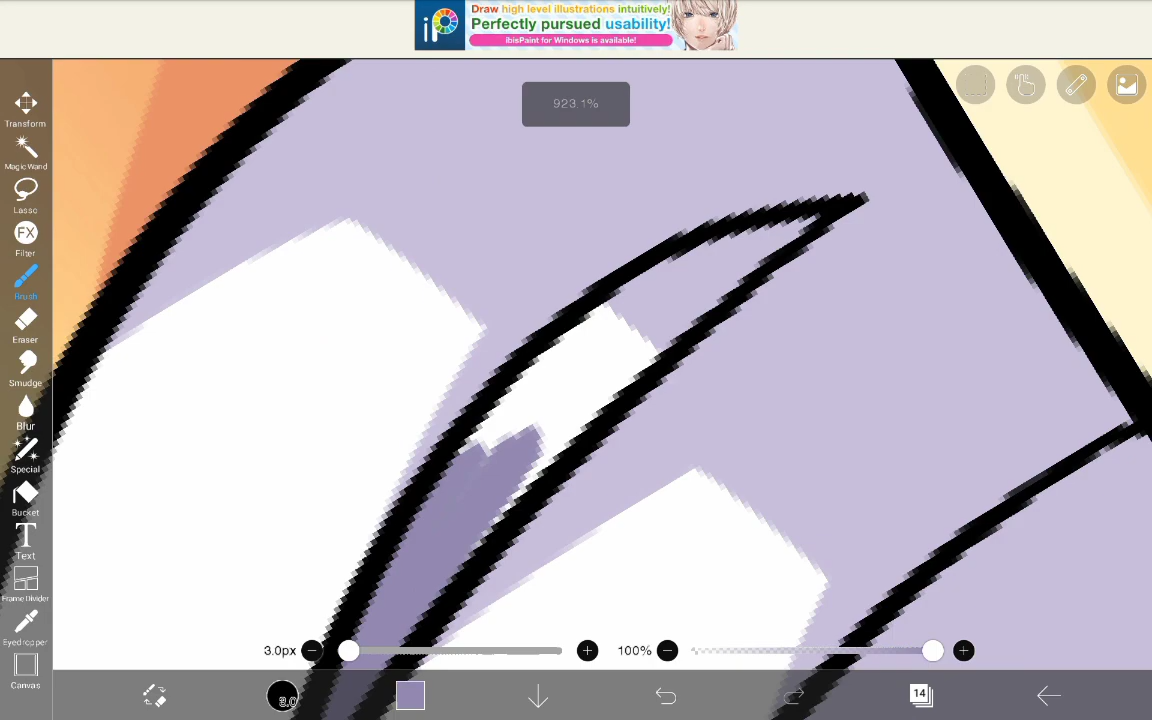 Draw high level illustrations intuitively!
Perfectly pursued usability!
ibisPaint for Windows is available!
iP
923.1%
Transform
Magic Wand
Lasso
FX
Filter
Brush
Eraser
Smudge
Blur
Special
Bucket
T
Text
Frame Divider
Eyedropper
Canvas
3.0px
100%
3.0
14